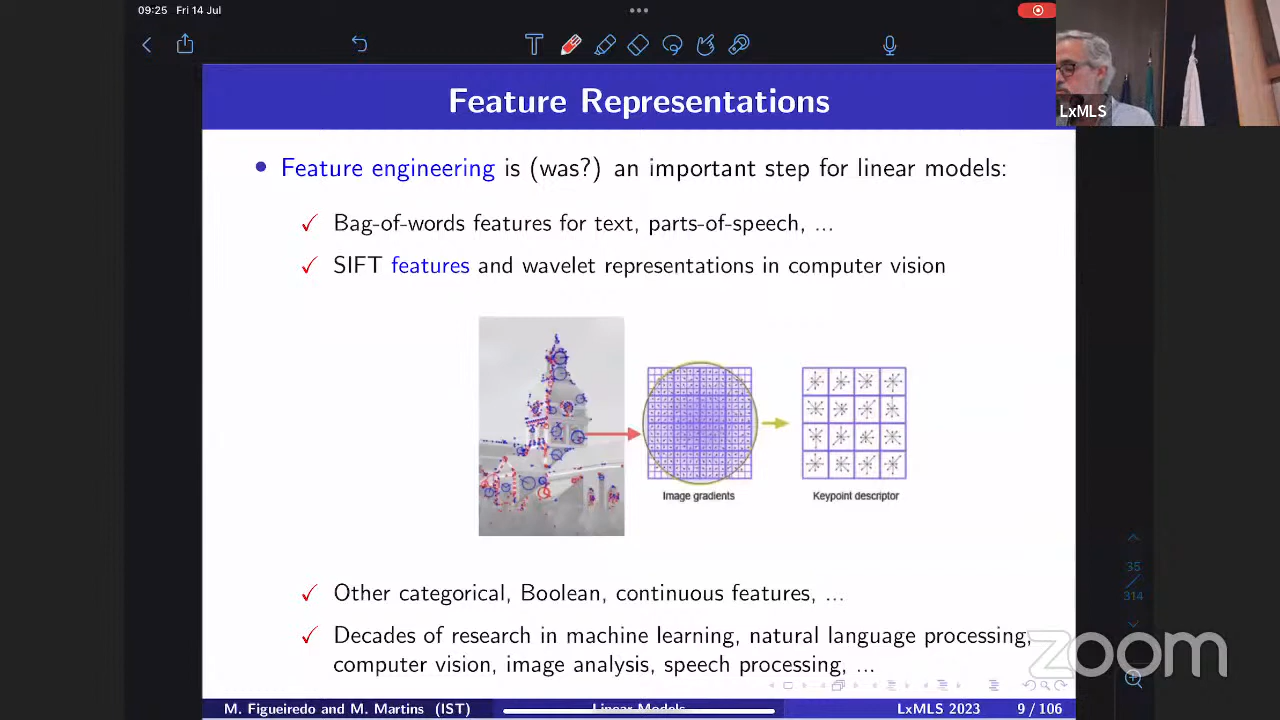 09:25 Fri 14 Jul
LxMLS
Feature Representations
Feature engineering is (was?) an important step for linear models:
Bag-of-words features for text, parts-of-speech, ...
SIFT features and wavelet representations in computer vision
Image gradients
Keypoint descriptor
Other categorical, Boolean, continuous features, ...
Decades of research in machine learning, natural language processing,
computer vision, image analysis, speech processing, ...
35
314
zoom
M. Figueiredo and M. Martins (IST) Linear Models LxMLS 2023 9 / 106